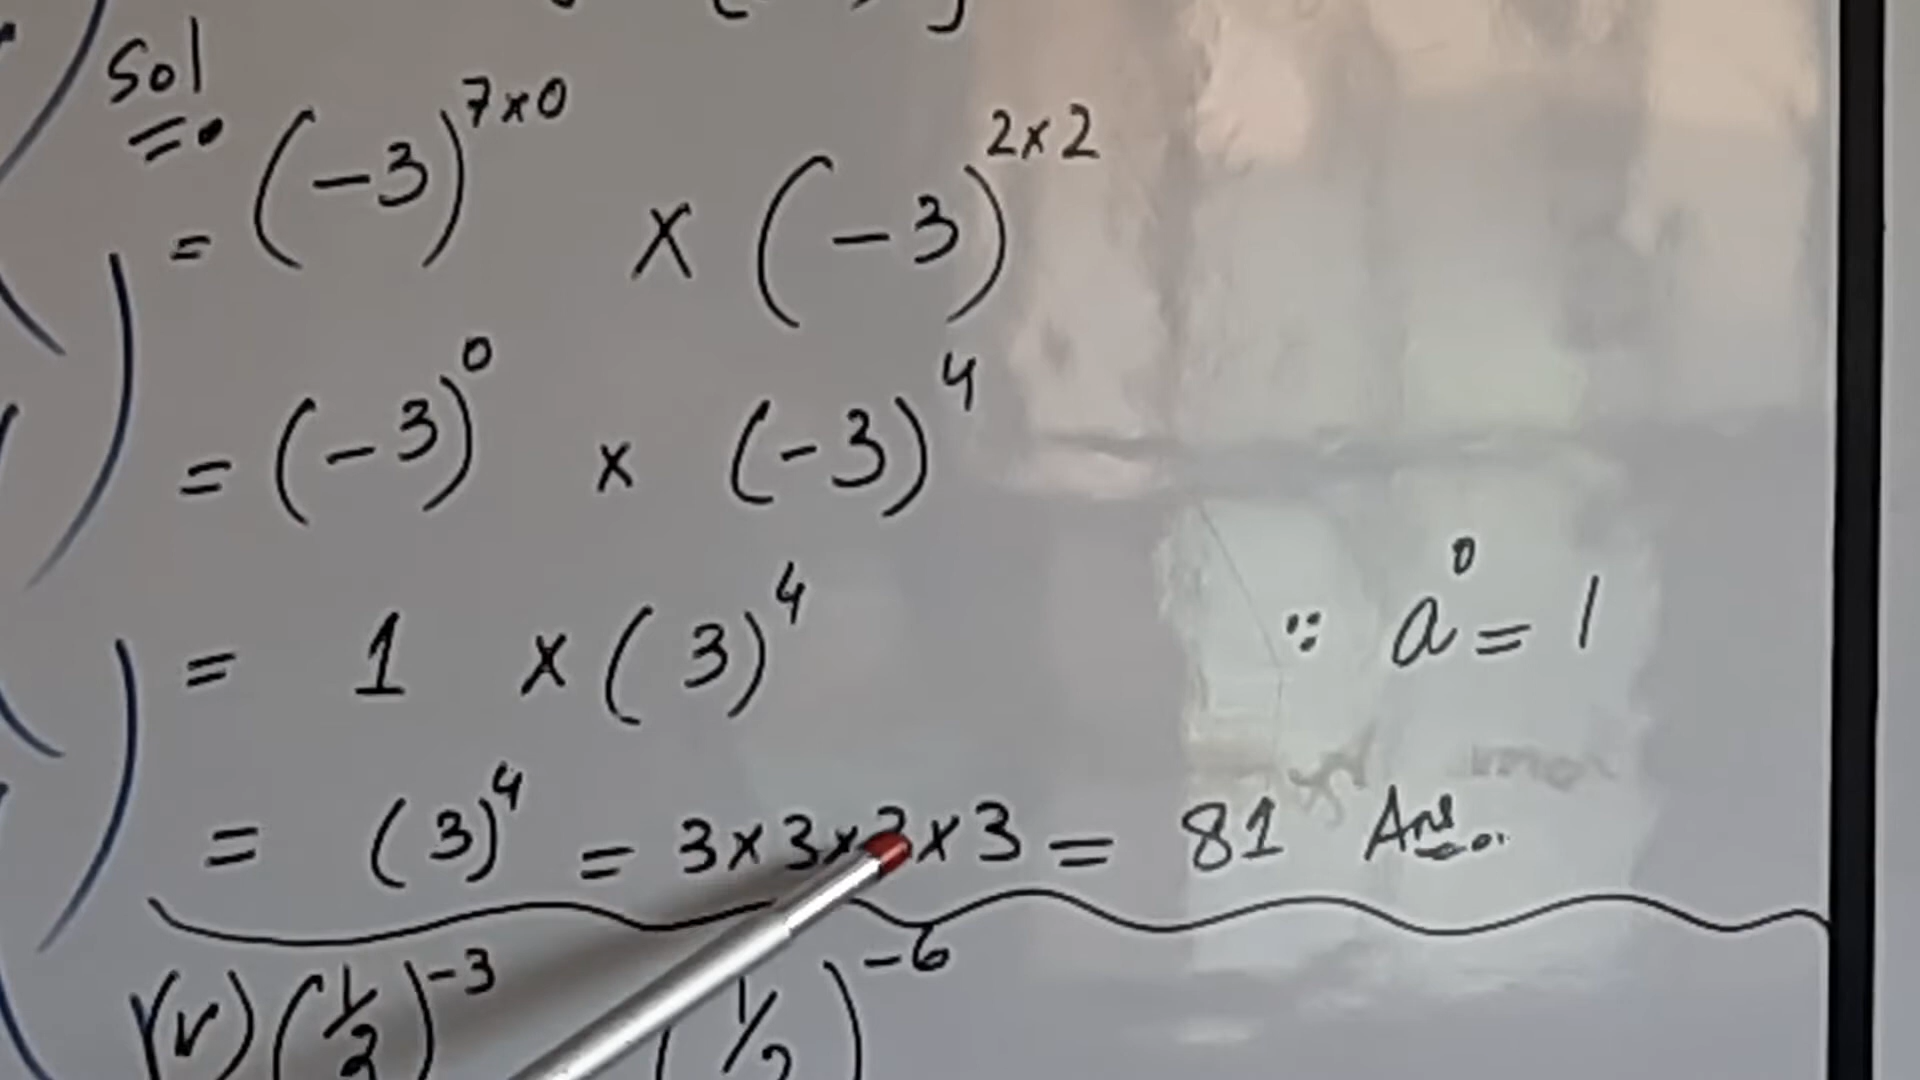 Sol
= (-3)^{7×0} × (-3)^{2×2}
= (-3)^0 × (-3)^4
= 1 × (3)^4 ∵ a^0 = 1
= (3)^4 = 3×3×3×3 = 81 Ans.
(v) (1/2)^{-3} (1/2)^{-6}